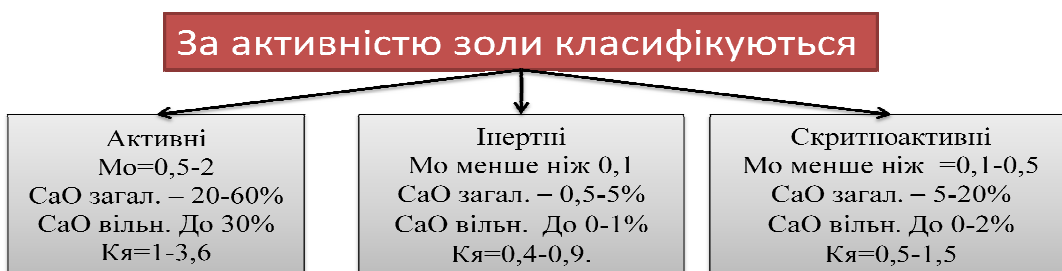 За активністю золи класифікуються
Активні
Мо=0,5-2
СаО загал. – 20-60%
СаО вільн. До 30%
Кя=1-3,6
Інертні
Мо менше ніж 0,1
СаО загал. – 0,5-5%
СаО вільн.  До 0-1%
Кя=0,4-0,9.
Скритноактивні
Мо менше ніж  =0,1-0,5
СаО загал. – 5-20%
СаО вільн. До 0-2%
Кя=0,5-1,5